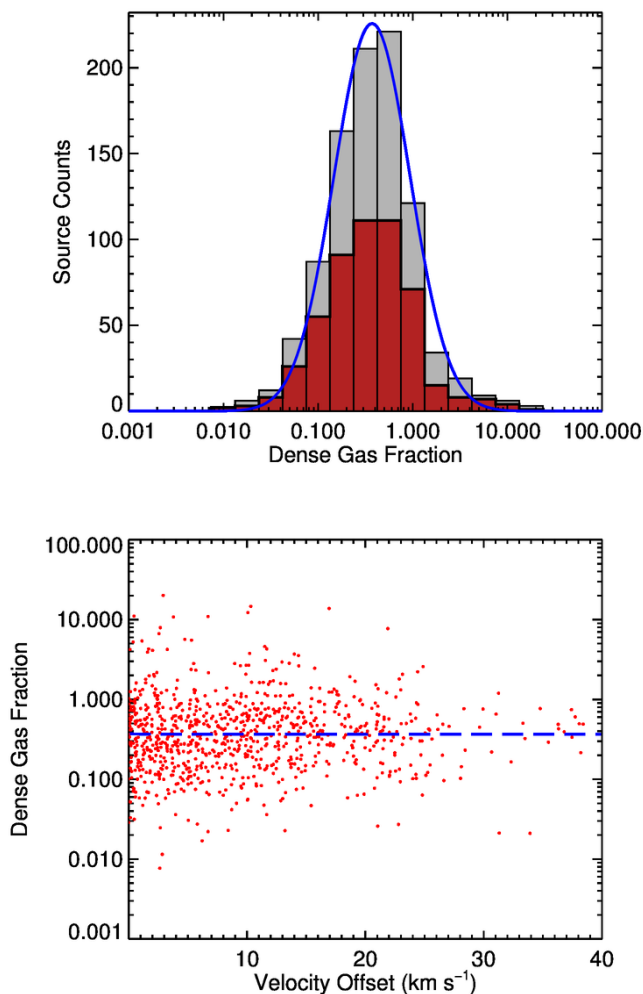 200
150
100
50
0
Source Counts
0.001 0.010 0.100 1.000 10.000 100.000
Dense Gas Fraction
100.000
10.000
1.000
0.100
0.010
0.001
Dense Gas Fraction
10 20 30 40
Velocity Offset (km s⁻¹)